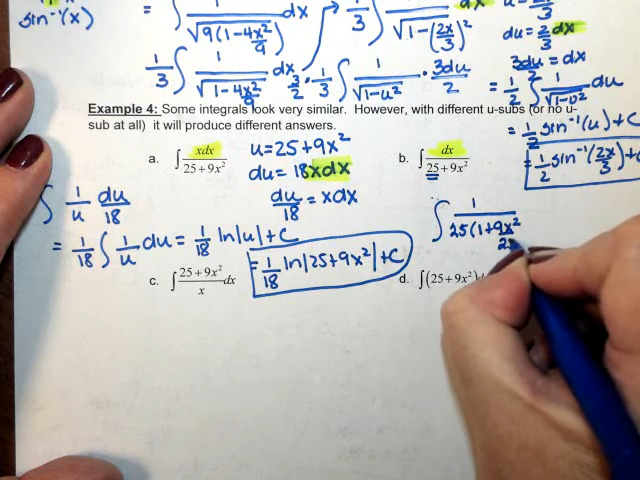 sin⁻¹(x)
= ∫ 1/√(9(1-4x²/9)) dx → 1/3 ∫ 1/√(1-(2x/3)²) dx
u = 2x/3
du = 2/3 dx
3du/2 = dx
1/3 ∫ 1/√(1-4x²/9) dx 3/2 · 1/3 ∫ 1/√(1-u²) · 3du/2
= 1/2 ∫ 1/√(1-u²) du
= 1/2 sin⁻¹(u) + C
= 1/2 sin⁻¹(2x/3) + C
Example 4: Some integrals look very similar. However, with different u-subs (or no u-
sub at all) it will produce different answers.
a. ∫ xdx/(25+9x²)
u = 25 + 9x²
du = 18xdx
du/18 = xdx
∫ 1/u du/18
= 1/18 ∫ 1/u du = 1/18 ln|u| + C
= 1/18 ln|25+9x²| + C
b. ∫ dx/(25+9x²)
∫ 1/25(1+9x²/25
c. ∫ (25+9x²)/x dx
d. ∫(25+9x²)